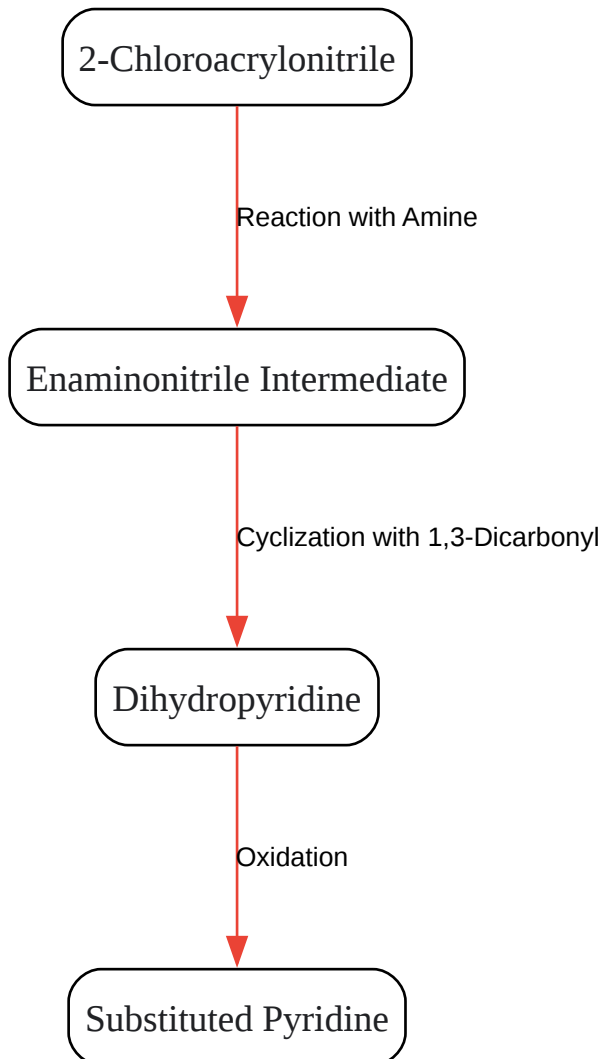 2-Chloroacrylonitrile
Reaction with Amine
Enaminonitrile Intermediate
Cyclization with 1,3-Dicarbonyl
Dihydropyridine
Oxidation
Substituted Pyridine